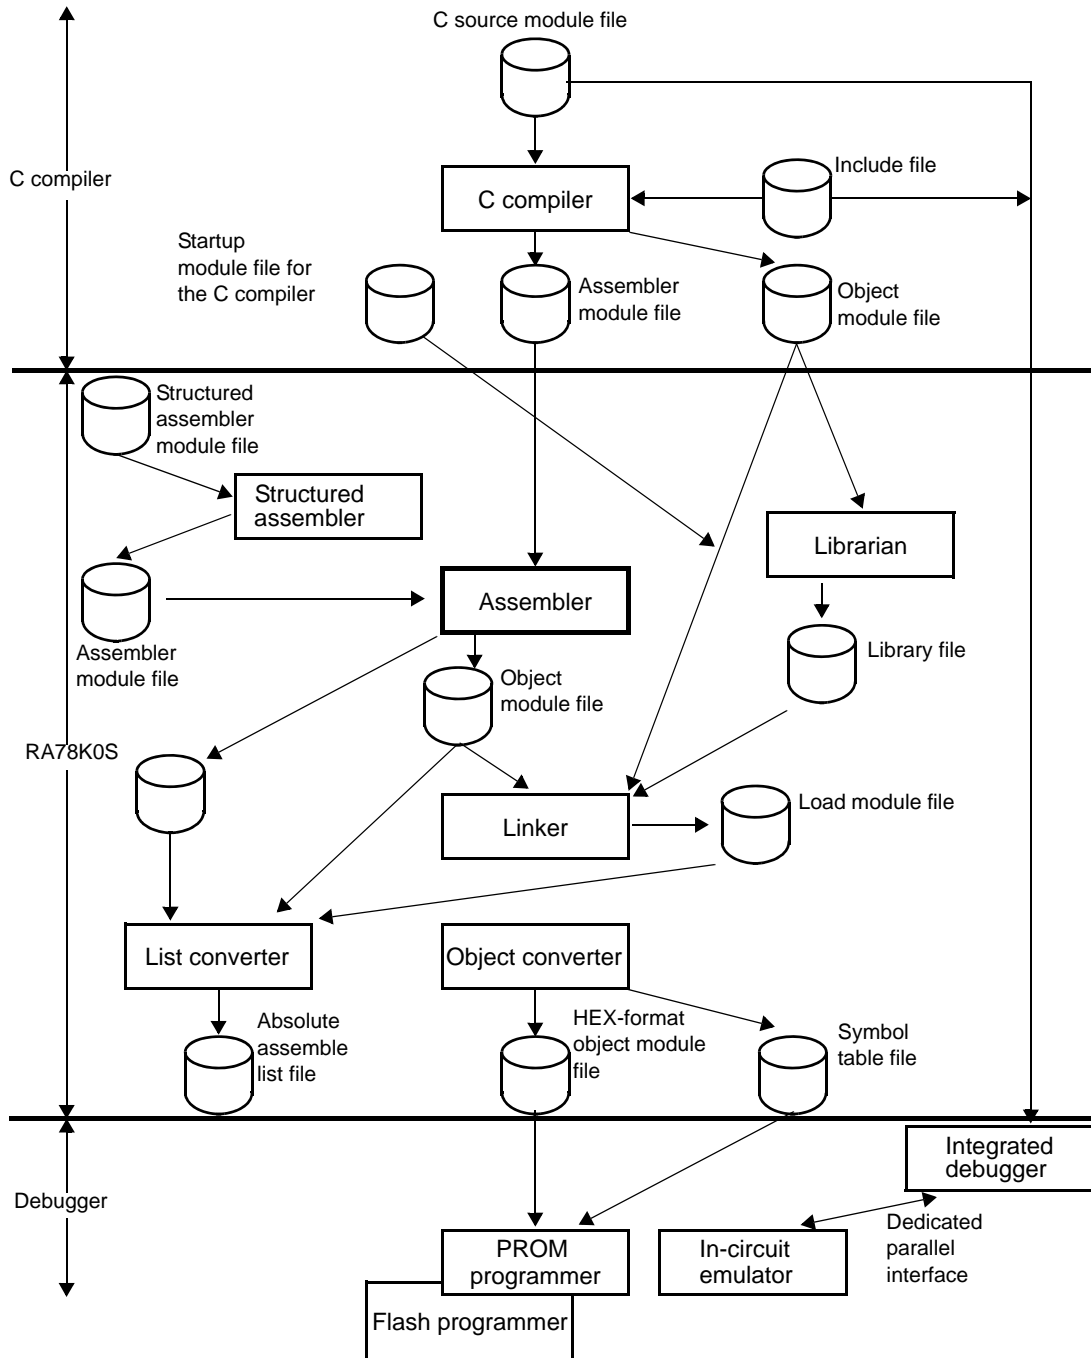 C source module file
C compiler
Include file
C compiler
Startup
module file for
the C compiler
Assembler
module file
Object
module file
Structured
assembler
module file
Structured
assembler
Librarian
Assembler
Assembler
module file
Object
module file
Library file
RA78K0S
Linker
Load module file
List converter
Object converter
Absolute
assemble
list file
HEX-format
object module
file
Symbol
table file
Integrated
debugger
Debugger
Dedicated
parallel
interface
PROM
programmer
In-circuit
emulator
Flash programmer